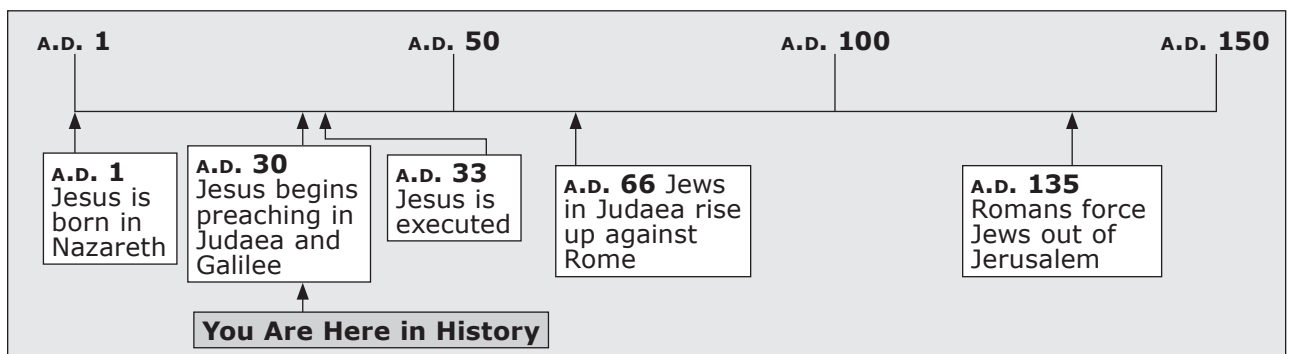 A.D. 1
A.D. 50
A.D. 100
A.D. 150
A.D. 1
Jesus is
born in
Nazareth
A.D. 30
Jesus begins
preaching in
Judaea and
Galilee
A.D. 33
Jesus is
executed
A.D. 66 Jews
in Judaea rise
up against
Rome
A.D. 135
Romans force
Jews out of
Jerusalem
You Are Here in History